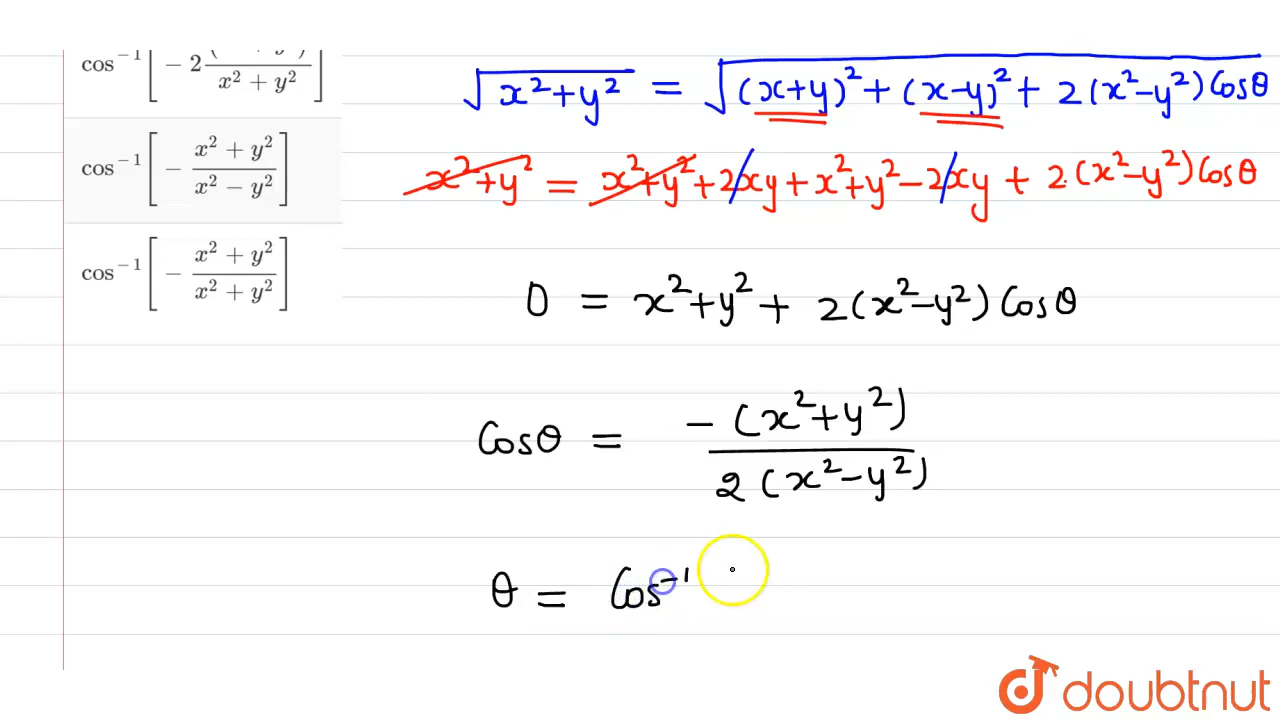 cos⁻¹[ − 2 (x² + y²) / x² + y² ]
cos⁻¹[ − x² + y² / x² − y² ]
cos⁻¹[ − x² + y² / x² + y² ]
√x²+y² = √(x+y)²+(x−y)²+ 2(x²−y²)Cosθ
x²+y² = x²+y²+2xy+x²+y²−2xy + 2.(x²−y²)Cosθ
0 = x²+y²+ 2(x²−y²) Cosθ
Cosθ = −(x²+y²) / 2(x²−y²)
θ = Cos⁻¹
doubtnut